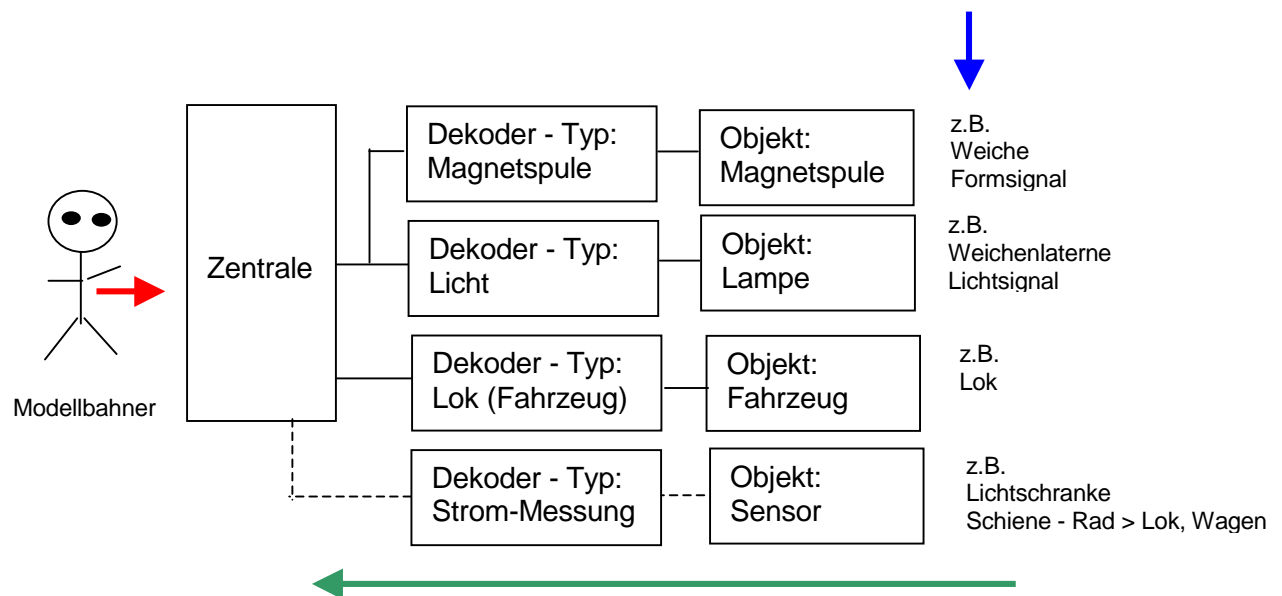 Modellbahner
Zentrale
Dekoder - Typ:
Magnetspule
Objekt:
Magnetspule
z.B.
Weiche
Formsignal
Dekoder - Typ:
Licht
Objekt:
Lampe
z.B.
Weichenlaterne
Lichtsignal
Dekoder - Typ:
Lok (Fahrzeug)
Objekt:
Fahrzeug
z.B.
Lok
Dekoder - Typ:
Strom-Messung
Objekt:
Sensor
z.B.
Lichtschranke
Schiene - Rad > Lok, Wagen